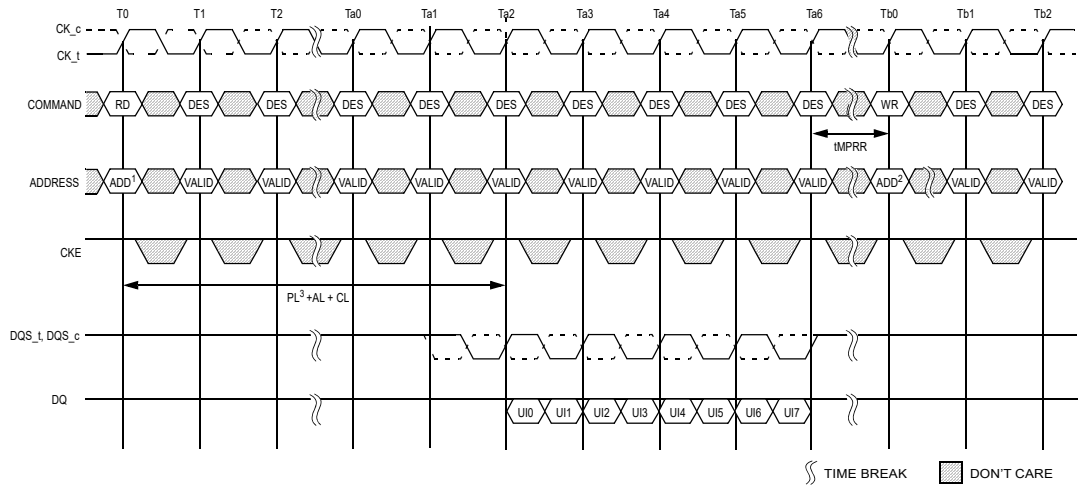 T0 T1 T2 Ta0 Ta1 Ta2 Ta3 Ta4 Ta5 Ta6 Tb0 Tb1 Tb2
CK_c
CK_t
COMMAND RD DES DES DES DES DES DES DES DES DES WR DES DES
tMPRR
ADDRESS ADD1 VALID VALID VALID VALID VALID VALID VALID VALID VALID ADD2 VALID VALID
CKE
PL3 +AL + CL
DQS_t, DQS_c
DQ UI0 UI1 UI2 UI3 UI4 UI5 UI6 UI7
TIME BREAK DON'T CARE